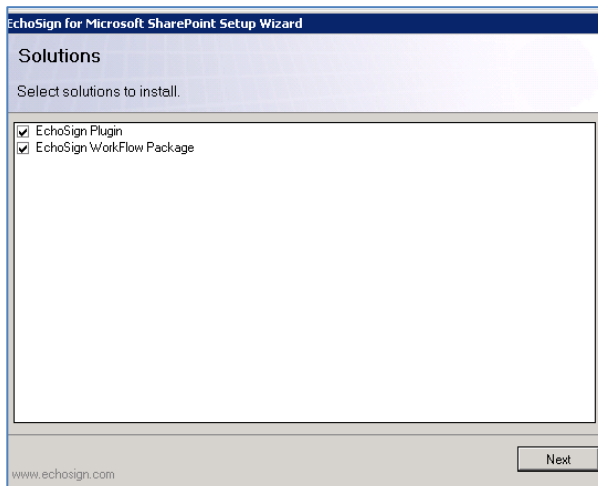 EchoSign for Microsoft SharePoint Setup Wizard
Solutions
Select solutions to install.
EchoSign Plugin
EchoSign WorkFlow Package
Next
www.echosign.com